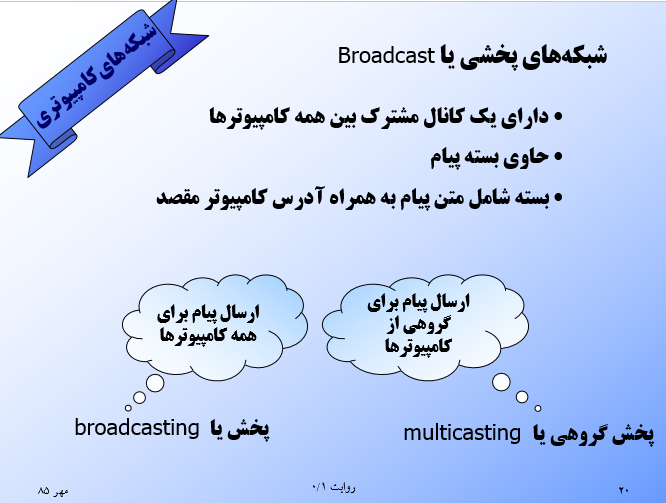 شبکه‌های کامپیوتری
شبکه‌های پخشی یا Broadcast
• دارای یک کانال مشترک بین همه کامپیوترها
• حاوی بسته پیام
• بسته شامل متن پیام به همراه آدرس کامپیوتر مقصد
ارسال پیام برای
گروهی از
کامپیوترها
ارسال پیام برای
همه کامپیوترها
پخش گروهی یا multicasting
پخش یا broadcasting
۲۰
روایت ۰/۱
مهر ۸۵